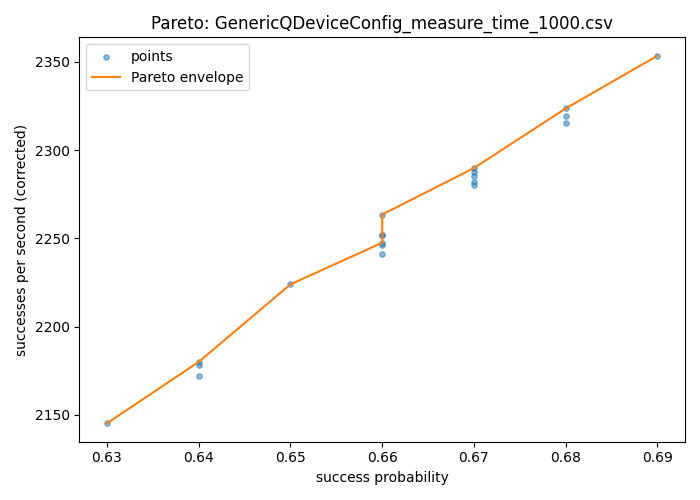 Pareto: GenericQDeviceConfig_measure_time_1000.csv
points
Pareto envelope
successes per second (corrected)
2350
2300
2250
2200
2150
0.63 0.64 0.65 0.66 0.67 0.68 0.69
success probability